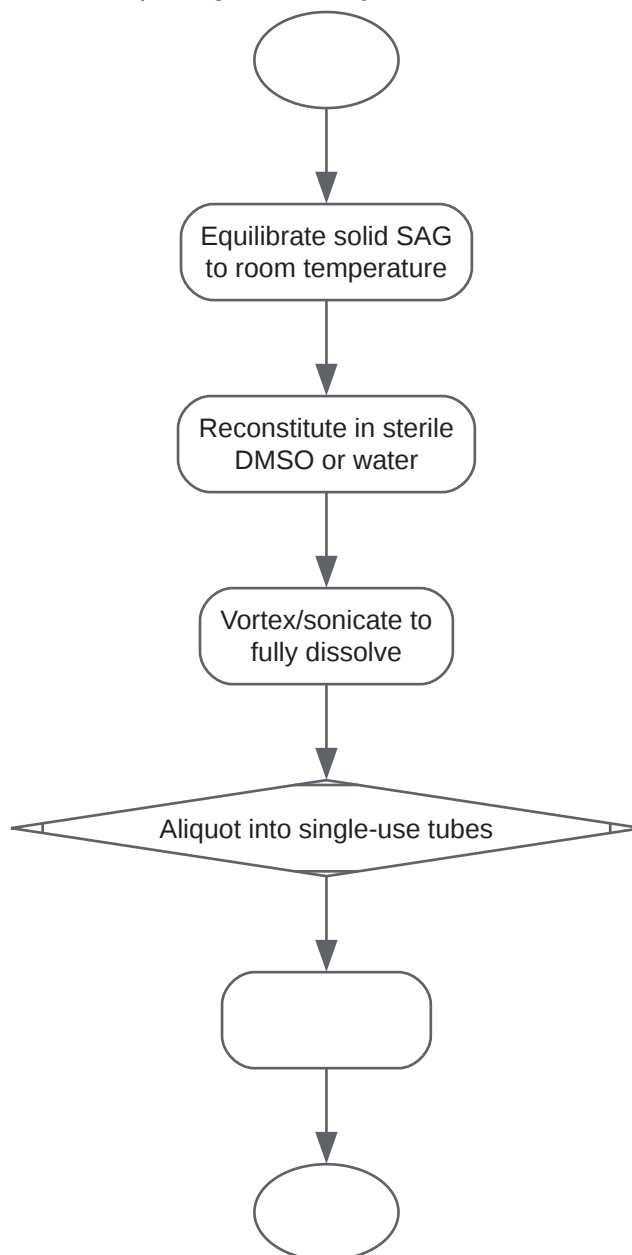 Equilibrate solid SAG
to room temperature
Reconstitute in sterile
DMSO or water
Vortex/sonicate to
fully dissolve
Aliquot into single-use tubes